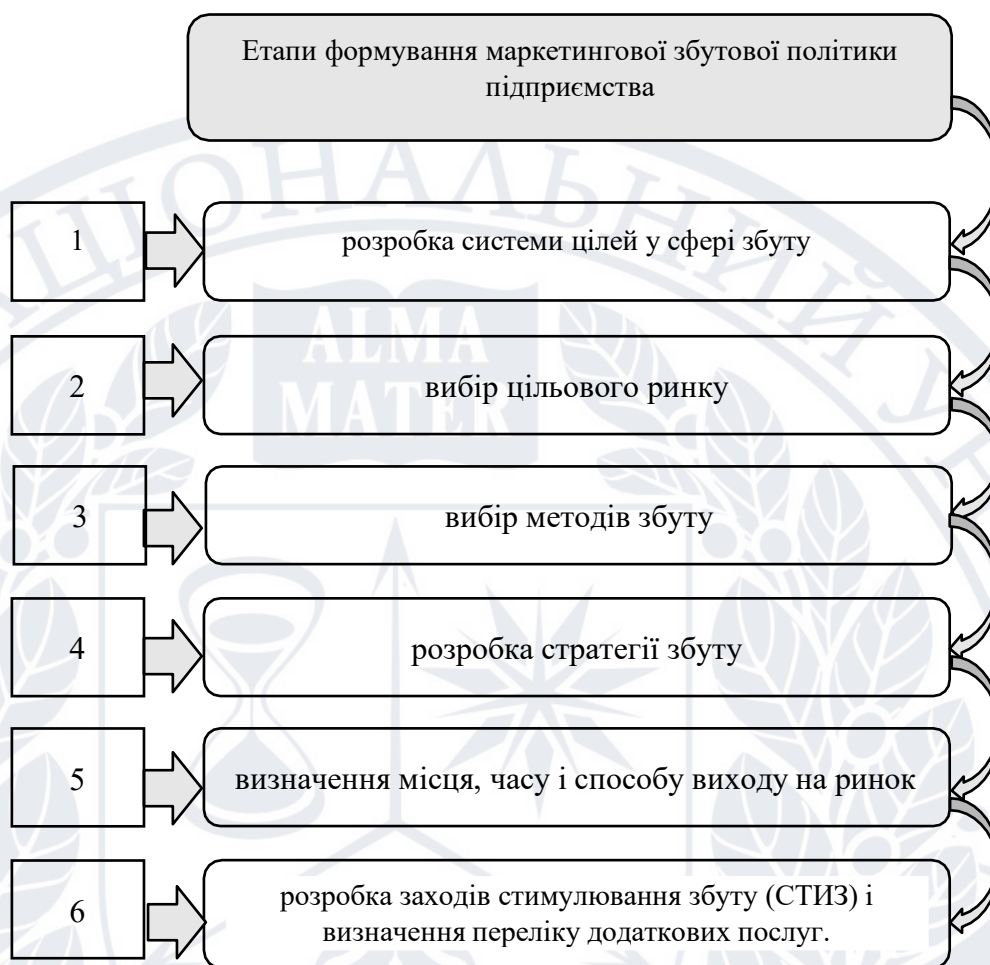 Етапи формування маркетингової збутової політики
підприємства
1
розробка системи цілей у сфері збуту
2
вибір цільового ринку
3
вибір методів збуту
4
розробка стратегії збуту
5
визначення місця, часу і способу виходу на ринок
6
розробка заходів стимулювання збуту (СТИЗ) і
визначення переліку додаткових послуг.
ALMA
MATER